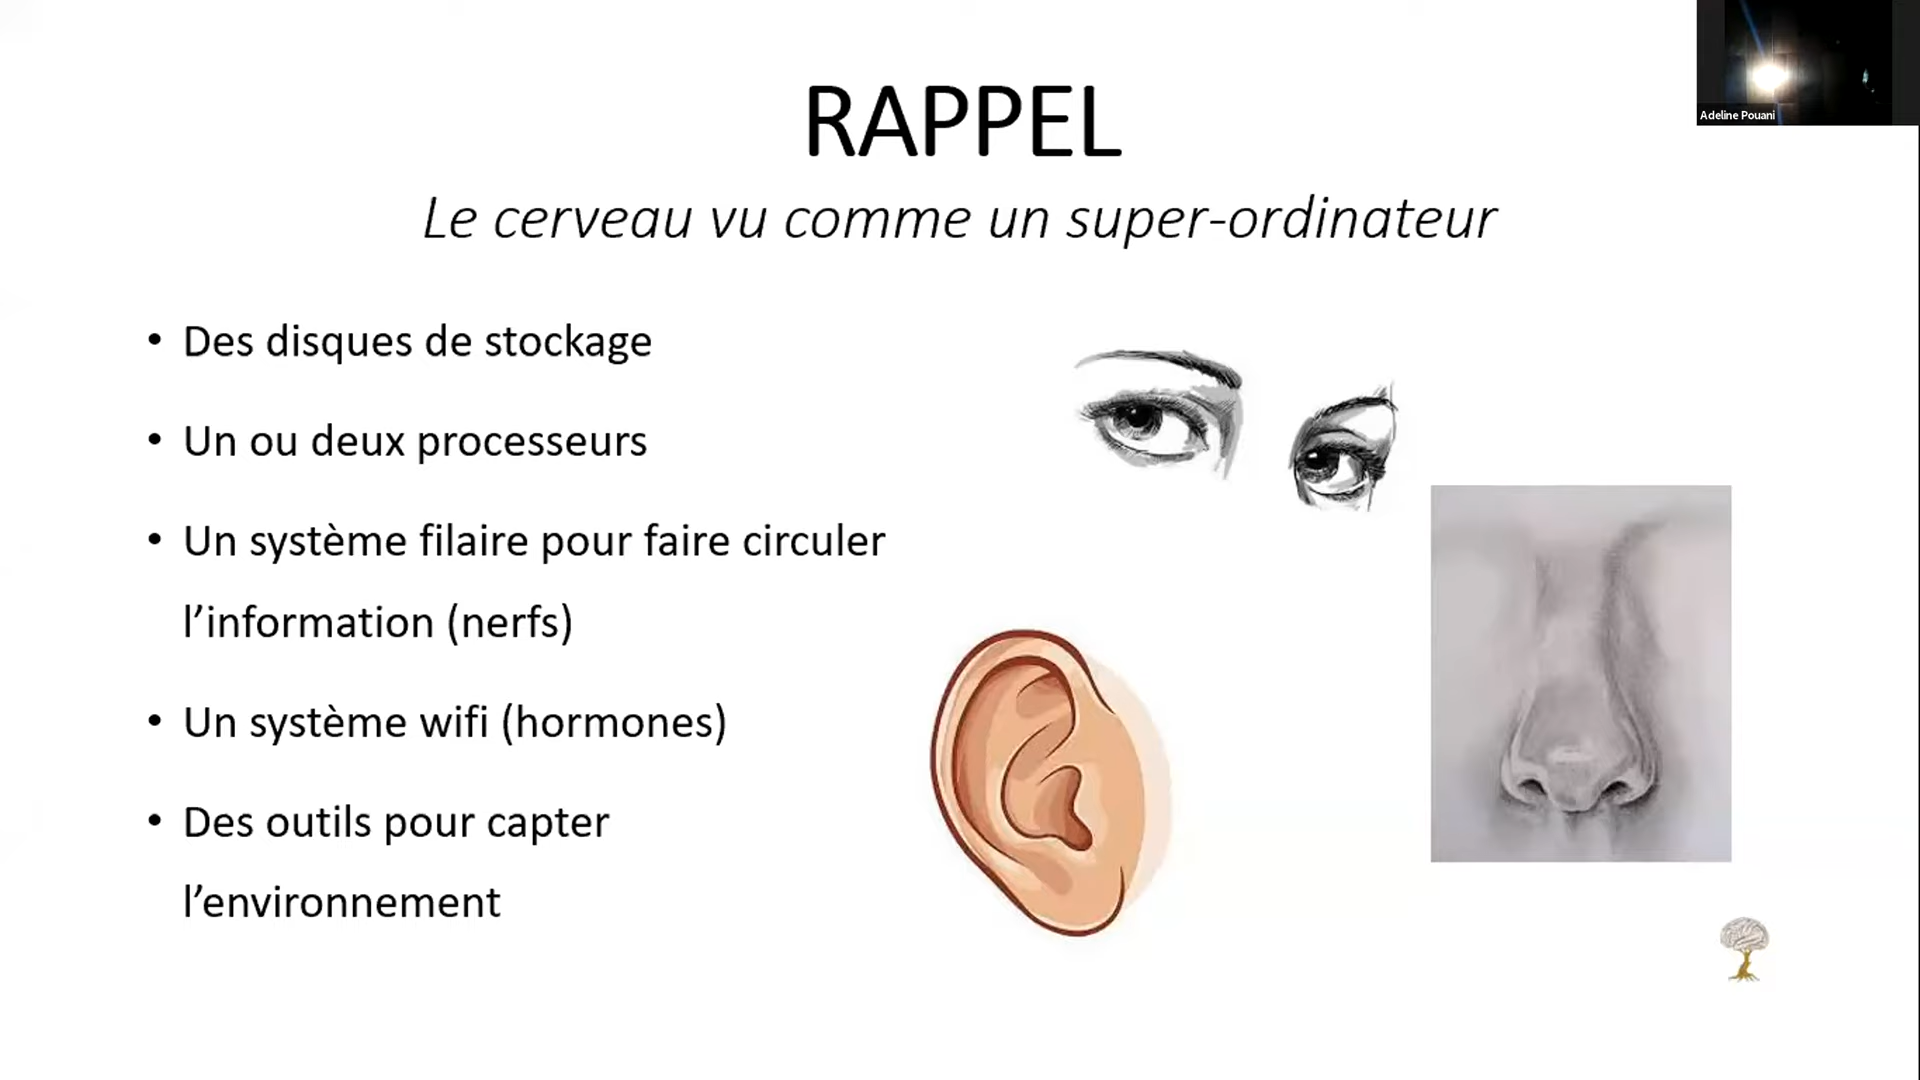 RAPPEL
Le cerveau vu comme un super-ordinateur
• Des disques de stockage
• Un ou deux processeurs
• Un système filaire pour faire circuler
l’information (nerfs)
• Un système wifi (hormones)
• Des outils pour capter
l’environnement
Adeline Pouani